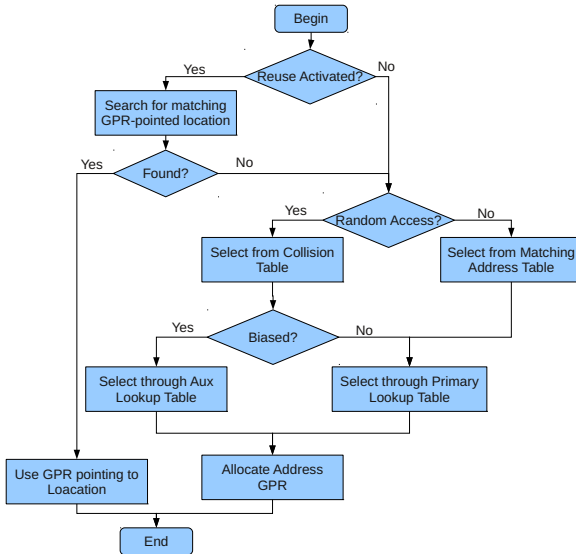 Begin
Reuse Activated?
Yes
No
Search for matching
GPR-pointed location
Found?
Yes
No
Random Access?
Yes
No
Select from Collision
Table
Select from Matching
Address Table
Biased?
Yes
No
Select through Aux
Lookup Table
Select through Primary
Lookup Table
Use GPR pointing to
Loacation
Allocate Address
GPR
End